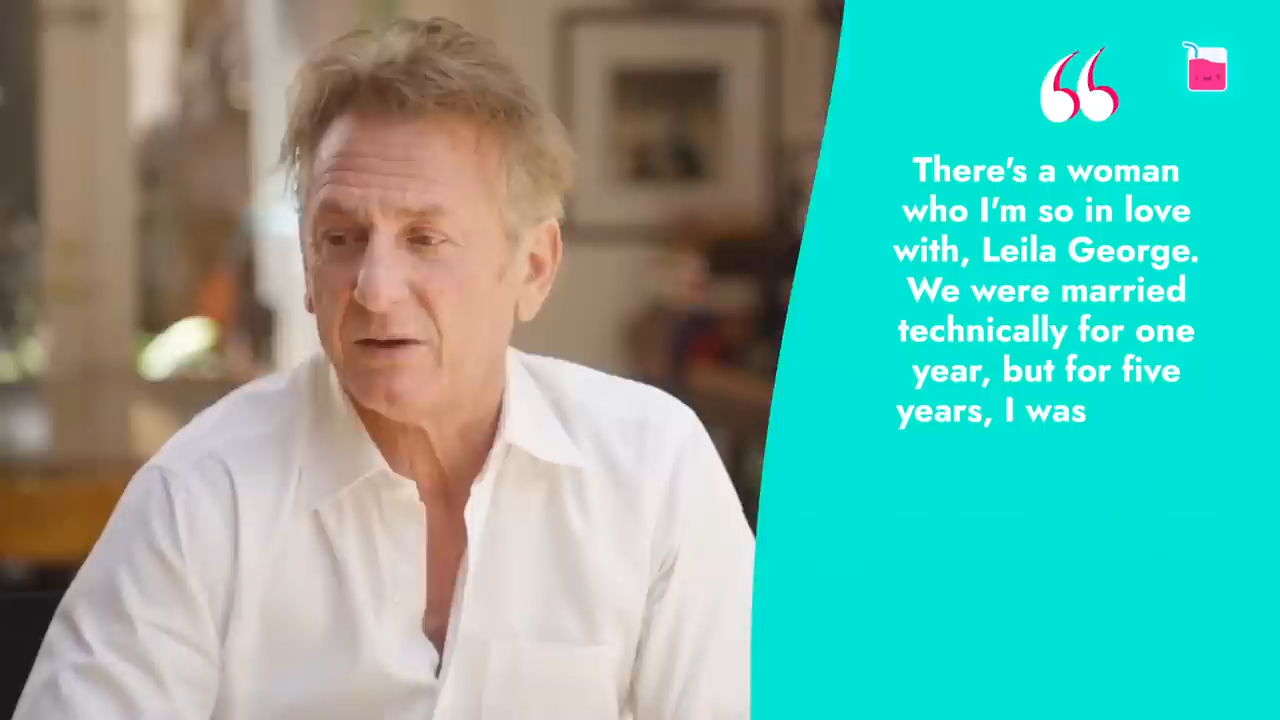 There's a woman
who I'm so in love
with, Leila George.
We were married
technically for one
year, but for five
years, I was